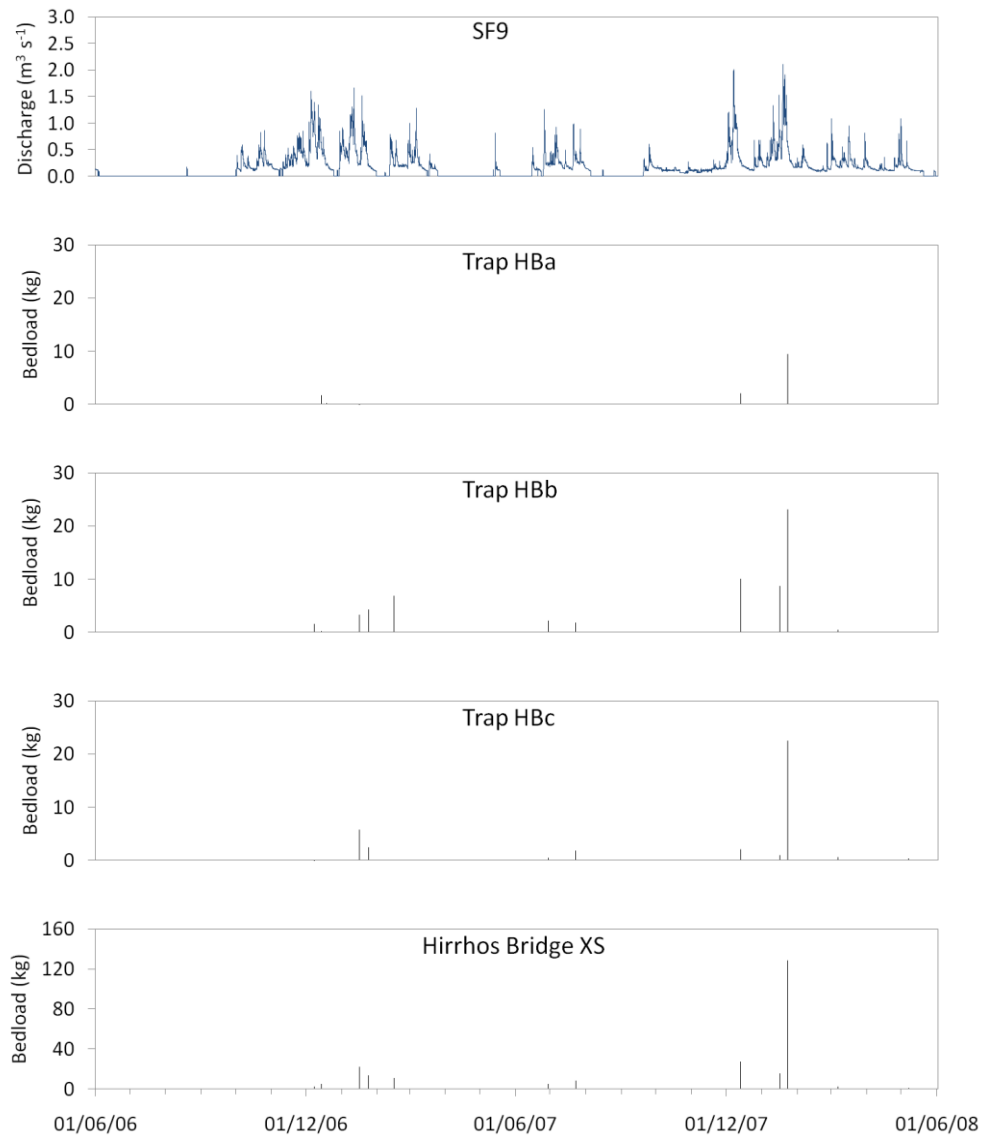 SF9
Discharge (m³ s⁻¹)
3.0
2.5
2.0
1.5
1.0
0.5
0.0
Trap HBa
Bedload (kg)
30
20
10
0
Trap HBb
Bedload (kg)
30
20
10
0
Trap HBc
Bedload (kg)
30
20
10
0
Hirrhos Bridge XS
Bedload (kg)
160
120
80
40
0
01/06/06 01/12/06 01/06/07 01/12/07 01/06/08